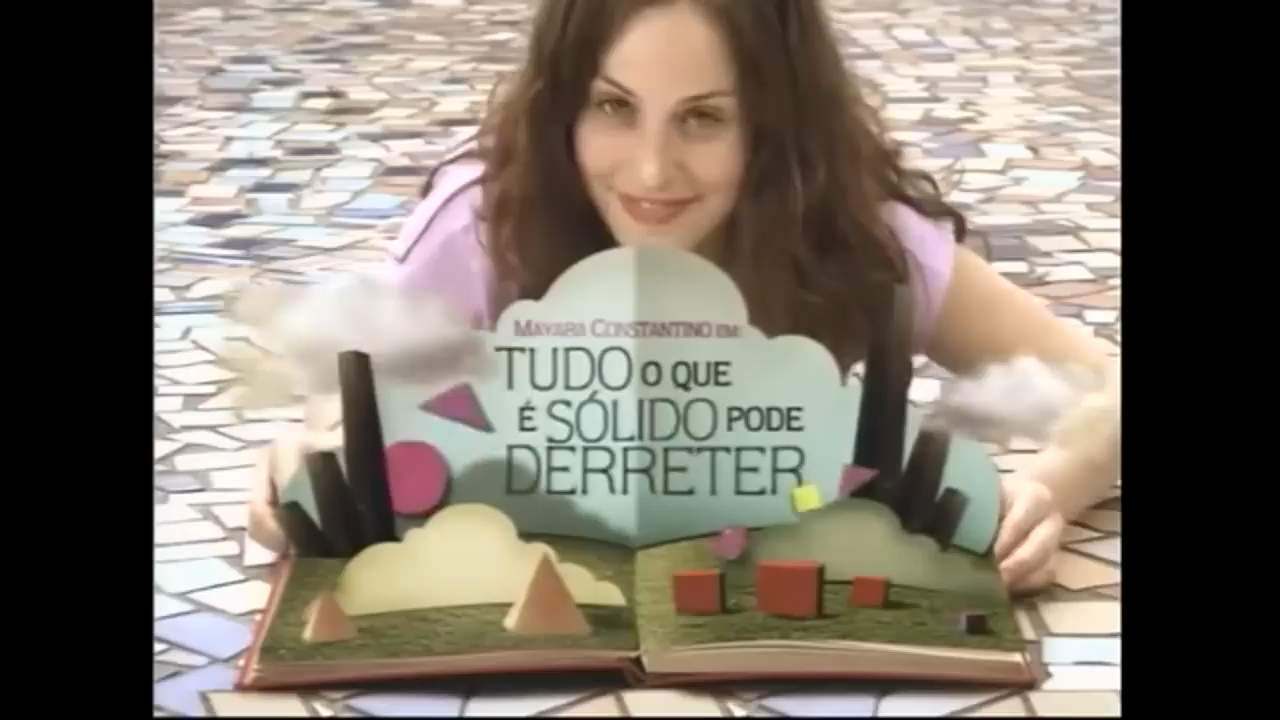 MAYARA CONSTANTINO EM:
TUDO O QUE
É SÓLIDO PODE
DERRETER